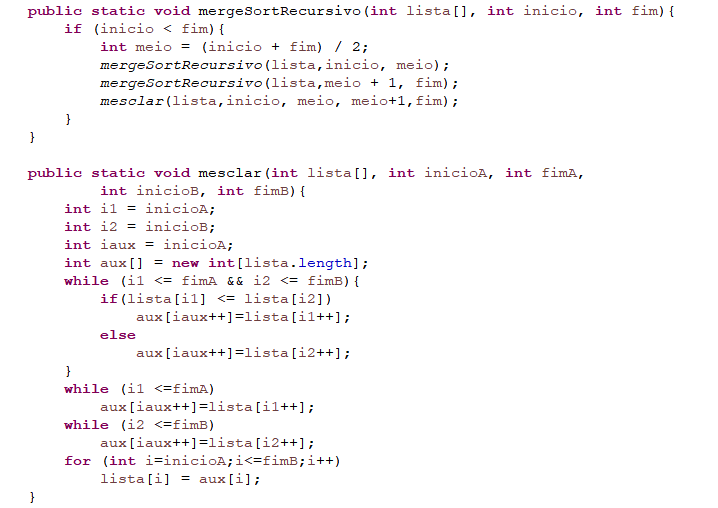 public static void mergeSortRecursivo(int lista[], int inicio, int fim){
if (inicio < fim){
int meio = (inicio + fim) / 2;
mergeSortRecursivo(lista,inicio, meio);
mergeSortRecursivo(lista,meio + 1, fim);
mesclar(lista,inicio, meio, meio+1,fim);
}
}
public static void mesclar(int lista[], int inicioA, int fimA,
int inicioB, int fimB){
int i1 = inicioA;
int i2 = inicioB;
int iaux = inicioA;
int aux[] = new int[lista.length];
while (i1 <= fimA && i2 <= fimB){
if(lista[i1] <= lista[i2])
aux[iaux++]=lista[i1++];
else
aux[iaux++]=lista[i2++];
}
while (i1 <=fimA)
aux[iaux++]=lista[i1++];
while (i2 <=fimB)
aux[iaux++]=lista[i2++];
for (int i=inicioA;i<=fimB;i++)
lista[i] = aux[i];
}